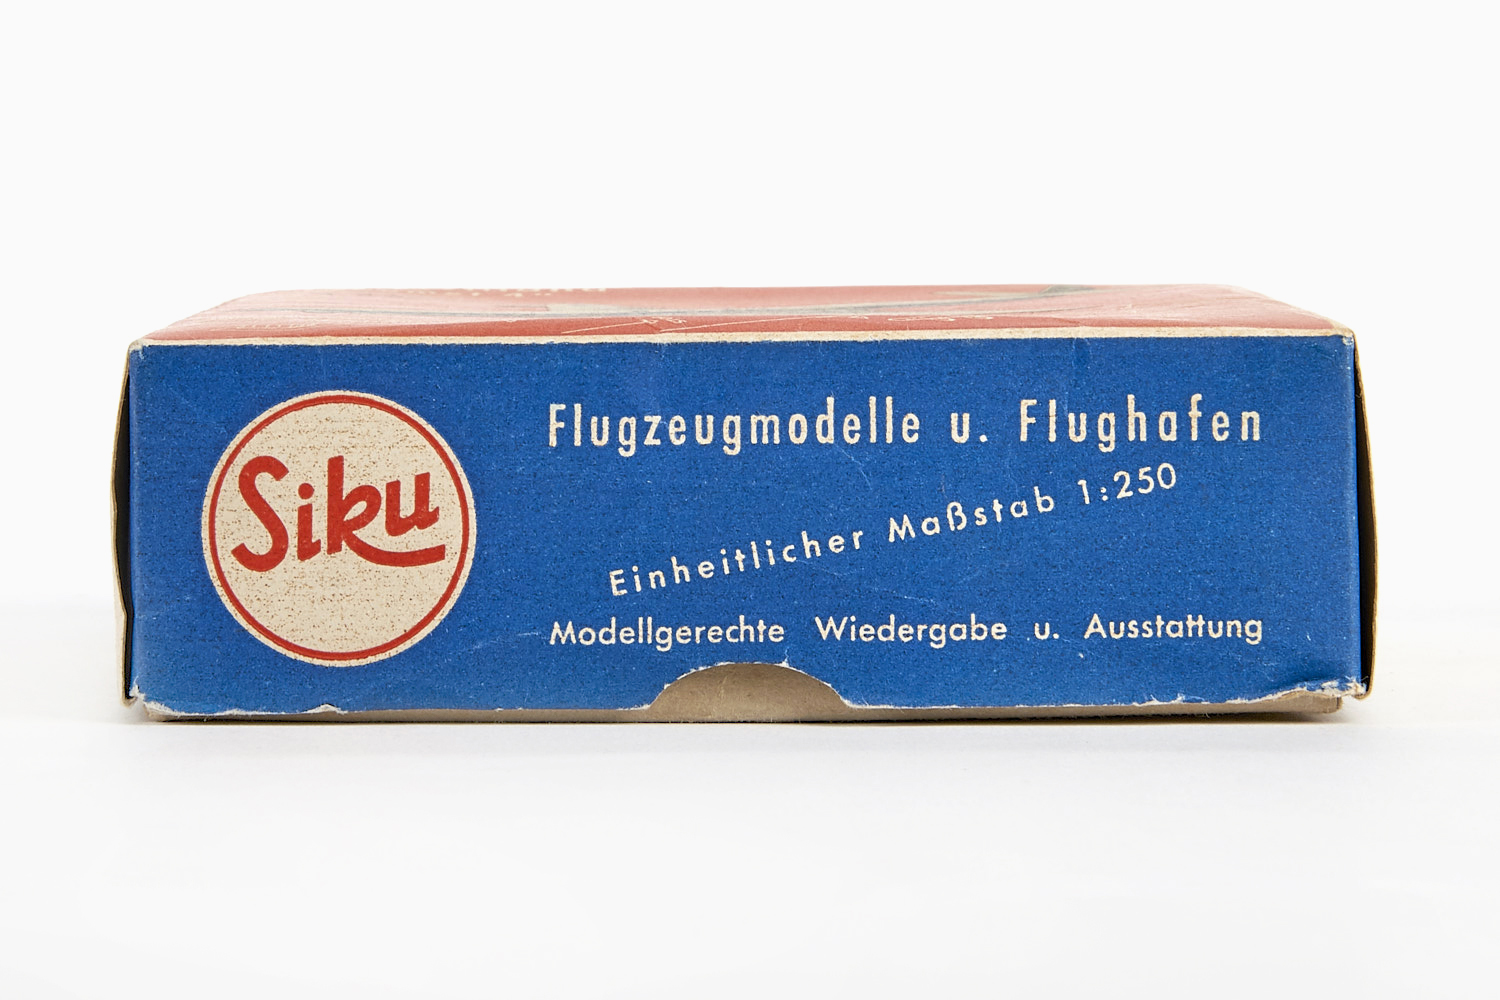 Siku
Flugzeugmodelle u. Flughafen
Einheitlicher Maßstab 1:250
Modellgerechte Wiedergabe u. Ausstattung